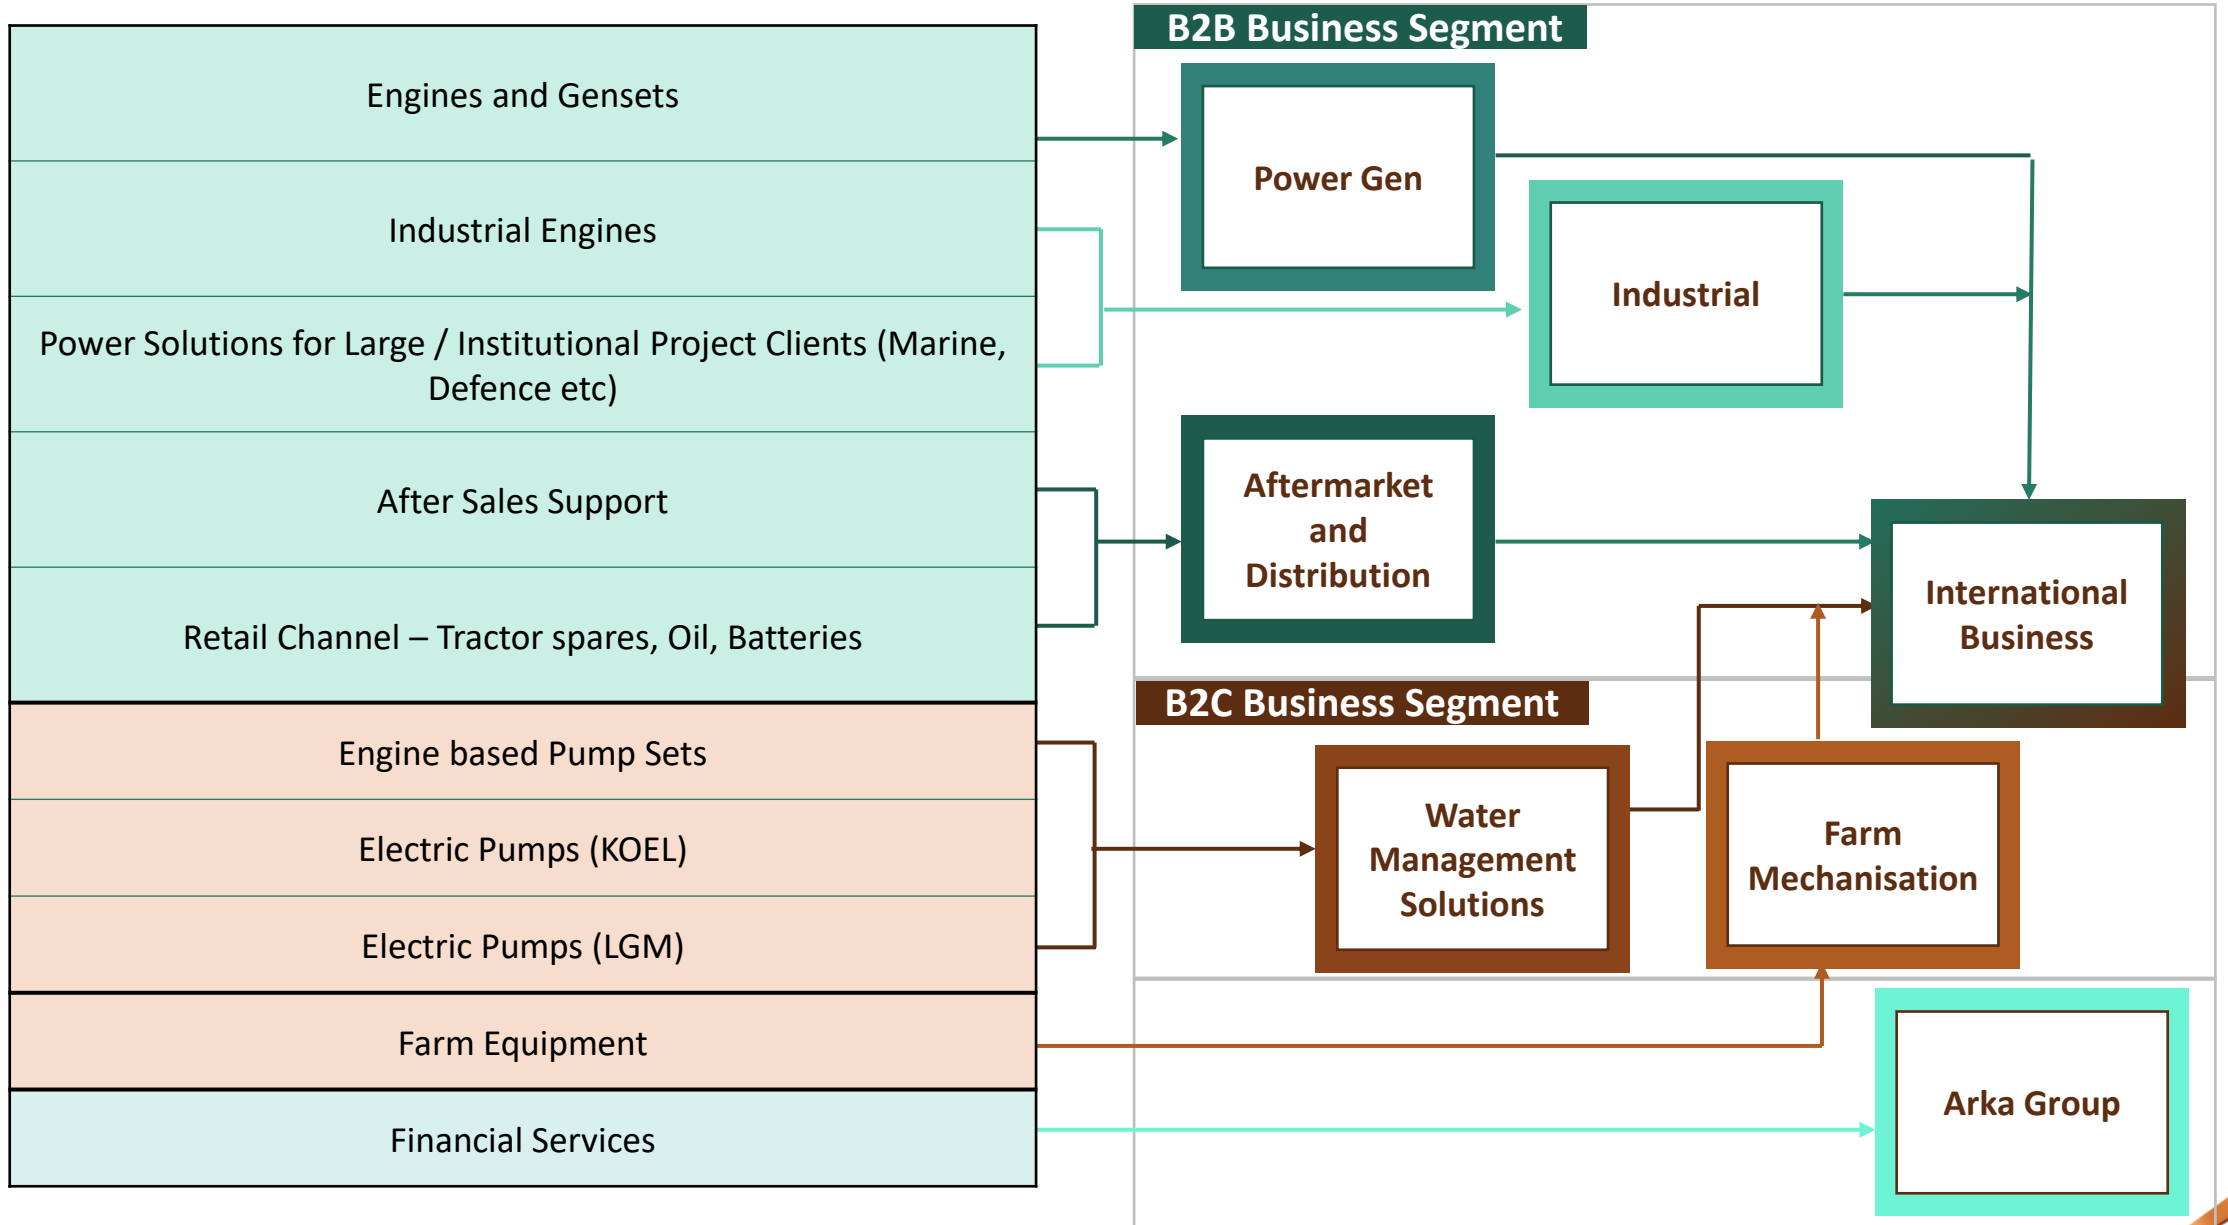 Engines and Gensets
Industrial Engines
Power Solutions for Large / Institutional Project Clients (Marine,
Defence etc)
After Sales Support
Retail Channel – Tractor spares, Oil, Batteries
Engine based Pump Sets
Electric Pumps (KOEL)
Electric Pumps (LGM)
Farm Equipment
Financial Services
B2B Business Segment
Power Gen
Industrial
Aftermarket
and
Distribution
International
Business
B2C Business Segment
Water
Management
Solutions
Farm
Mechanisation
Arka Group